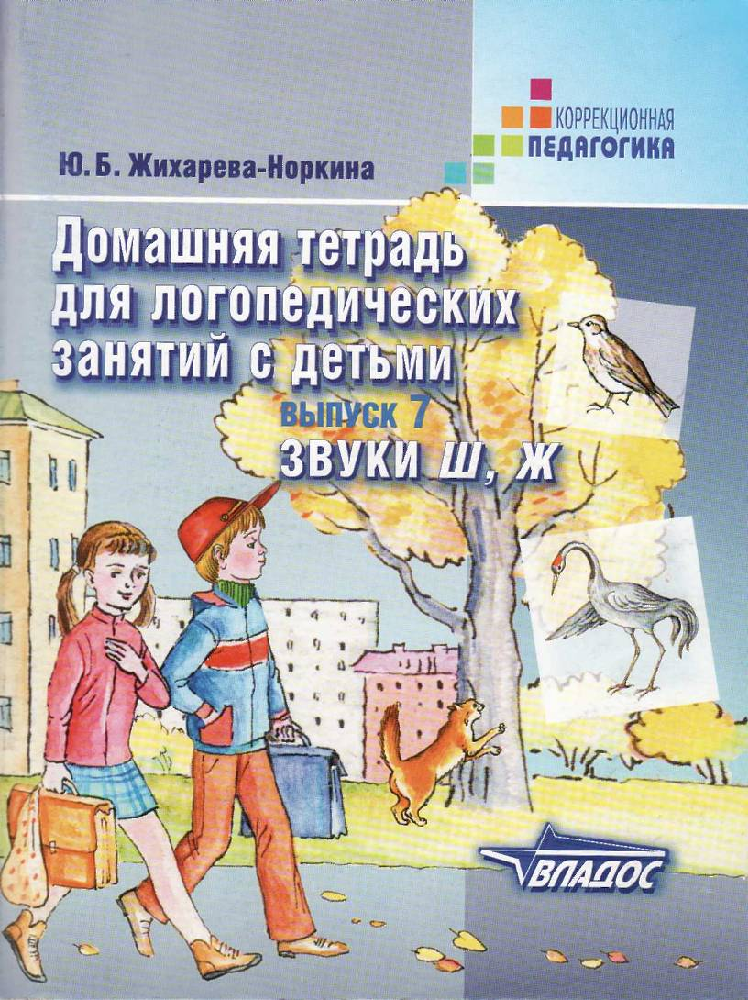 КОРРЕКЦИОННАЯ
ПЕДАГОГИКА
Ю. Б. Жихарева-Норкина
Домашняя тетрадь
для логопедических
занятий с детьми
ВЫПУСК 7
ЗВУКИ Ш, Ж
ВЛАДОС